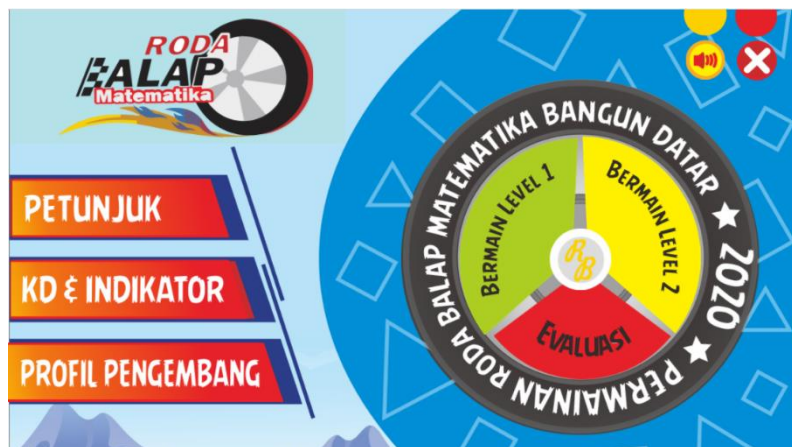 RODA
BALAP
Matematika
PETUNJUK
KD & INDIKATOR
PROFIL PENGEMBANG
PERMAINAN RODA BALAP MATEMATIKA BANGUN DATAR ★ 2020 ★
BERMAIN LEVEL 1
BERMAIN LEVEL 2
EVALUASI
RB